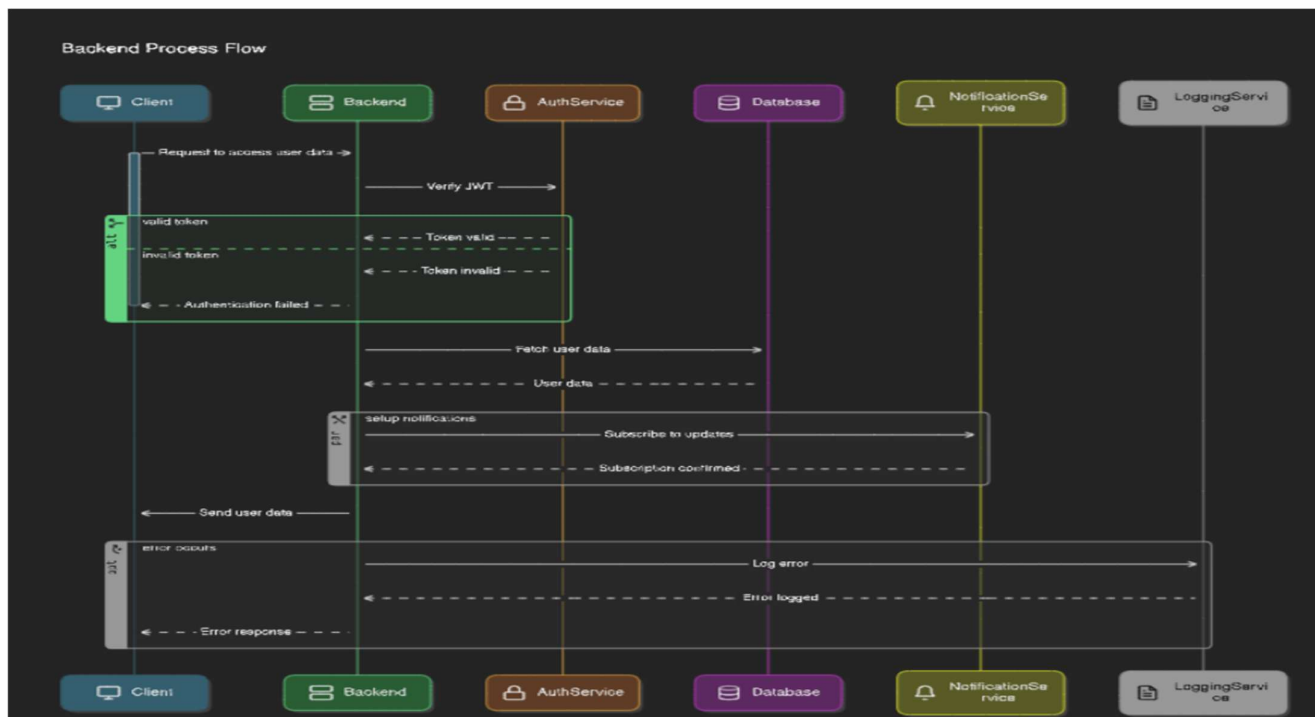 Backend Process Flow
Client
Backend
AuthService
Database
NotificationSe
rvice
LoggingServi
ce
Request to access user data
Verify JWT
alt
valid token
Token valid
invalid token
Token invalid
Authentication failed
Fetch user data
User data
par
setup notifications
Subscribe to updates
Subscription confirmed
Send user data
opt
error occurs
Log error
Error logged
Error response
Client
Backend
AuthService
Database
NotificationSe
rvice
LoggingServi
ce